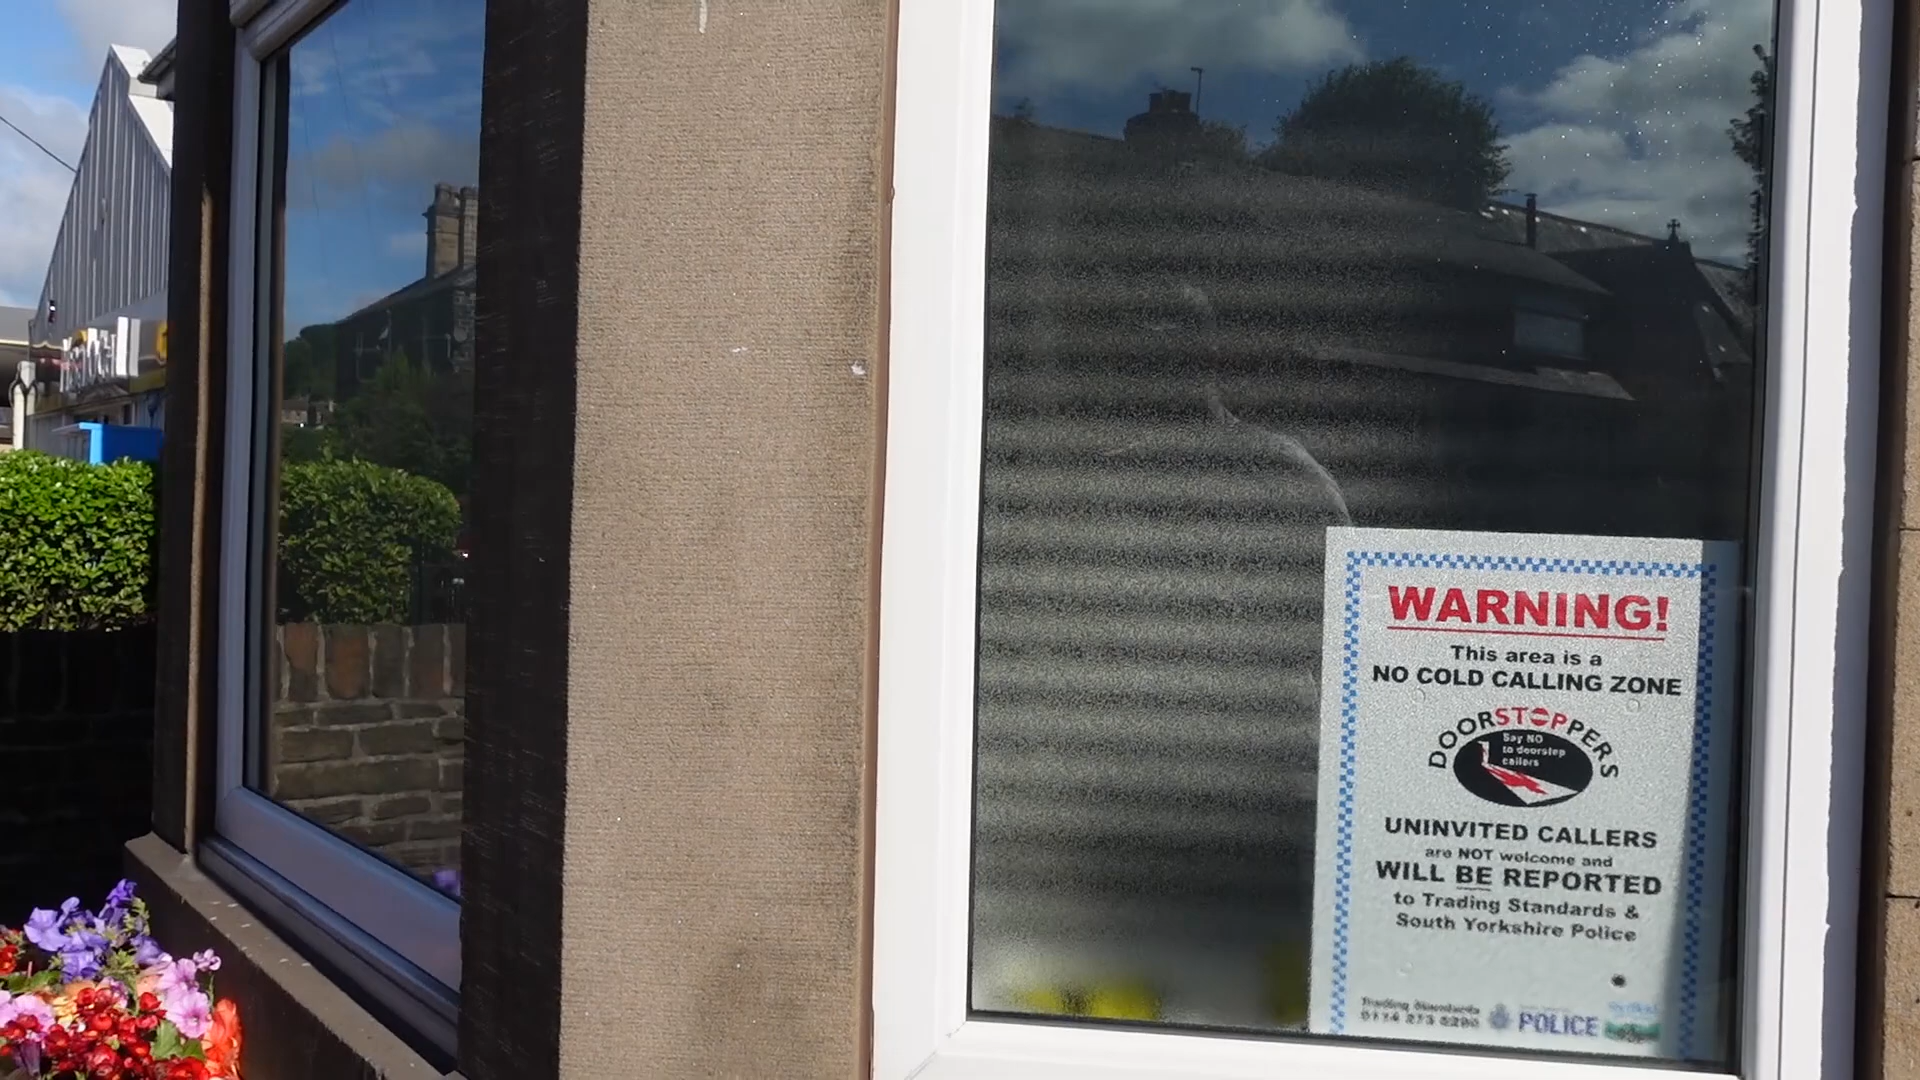 WARNING!
This area is a
NO COLD CALLING ZONE
DOORSTOPPERS
Say NO
to doorstep
callers
UNINVITED CALLERS
are NOT welcome and
WILL BE REPORTED
to Trading Standards &
South Yorkshire Police
Trading Standards
POLICE